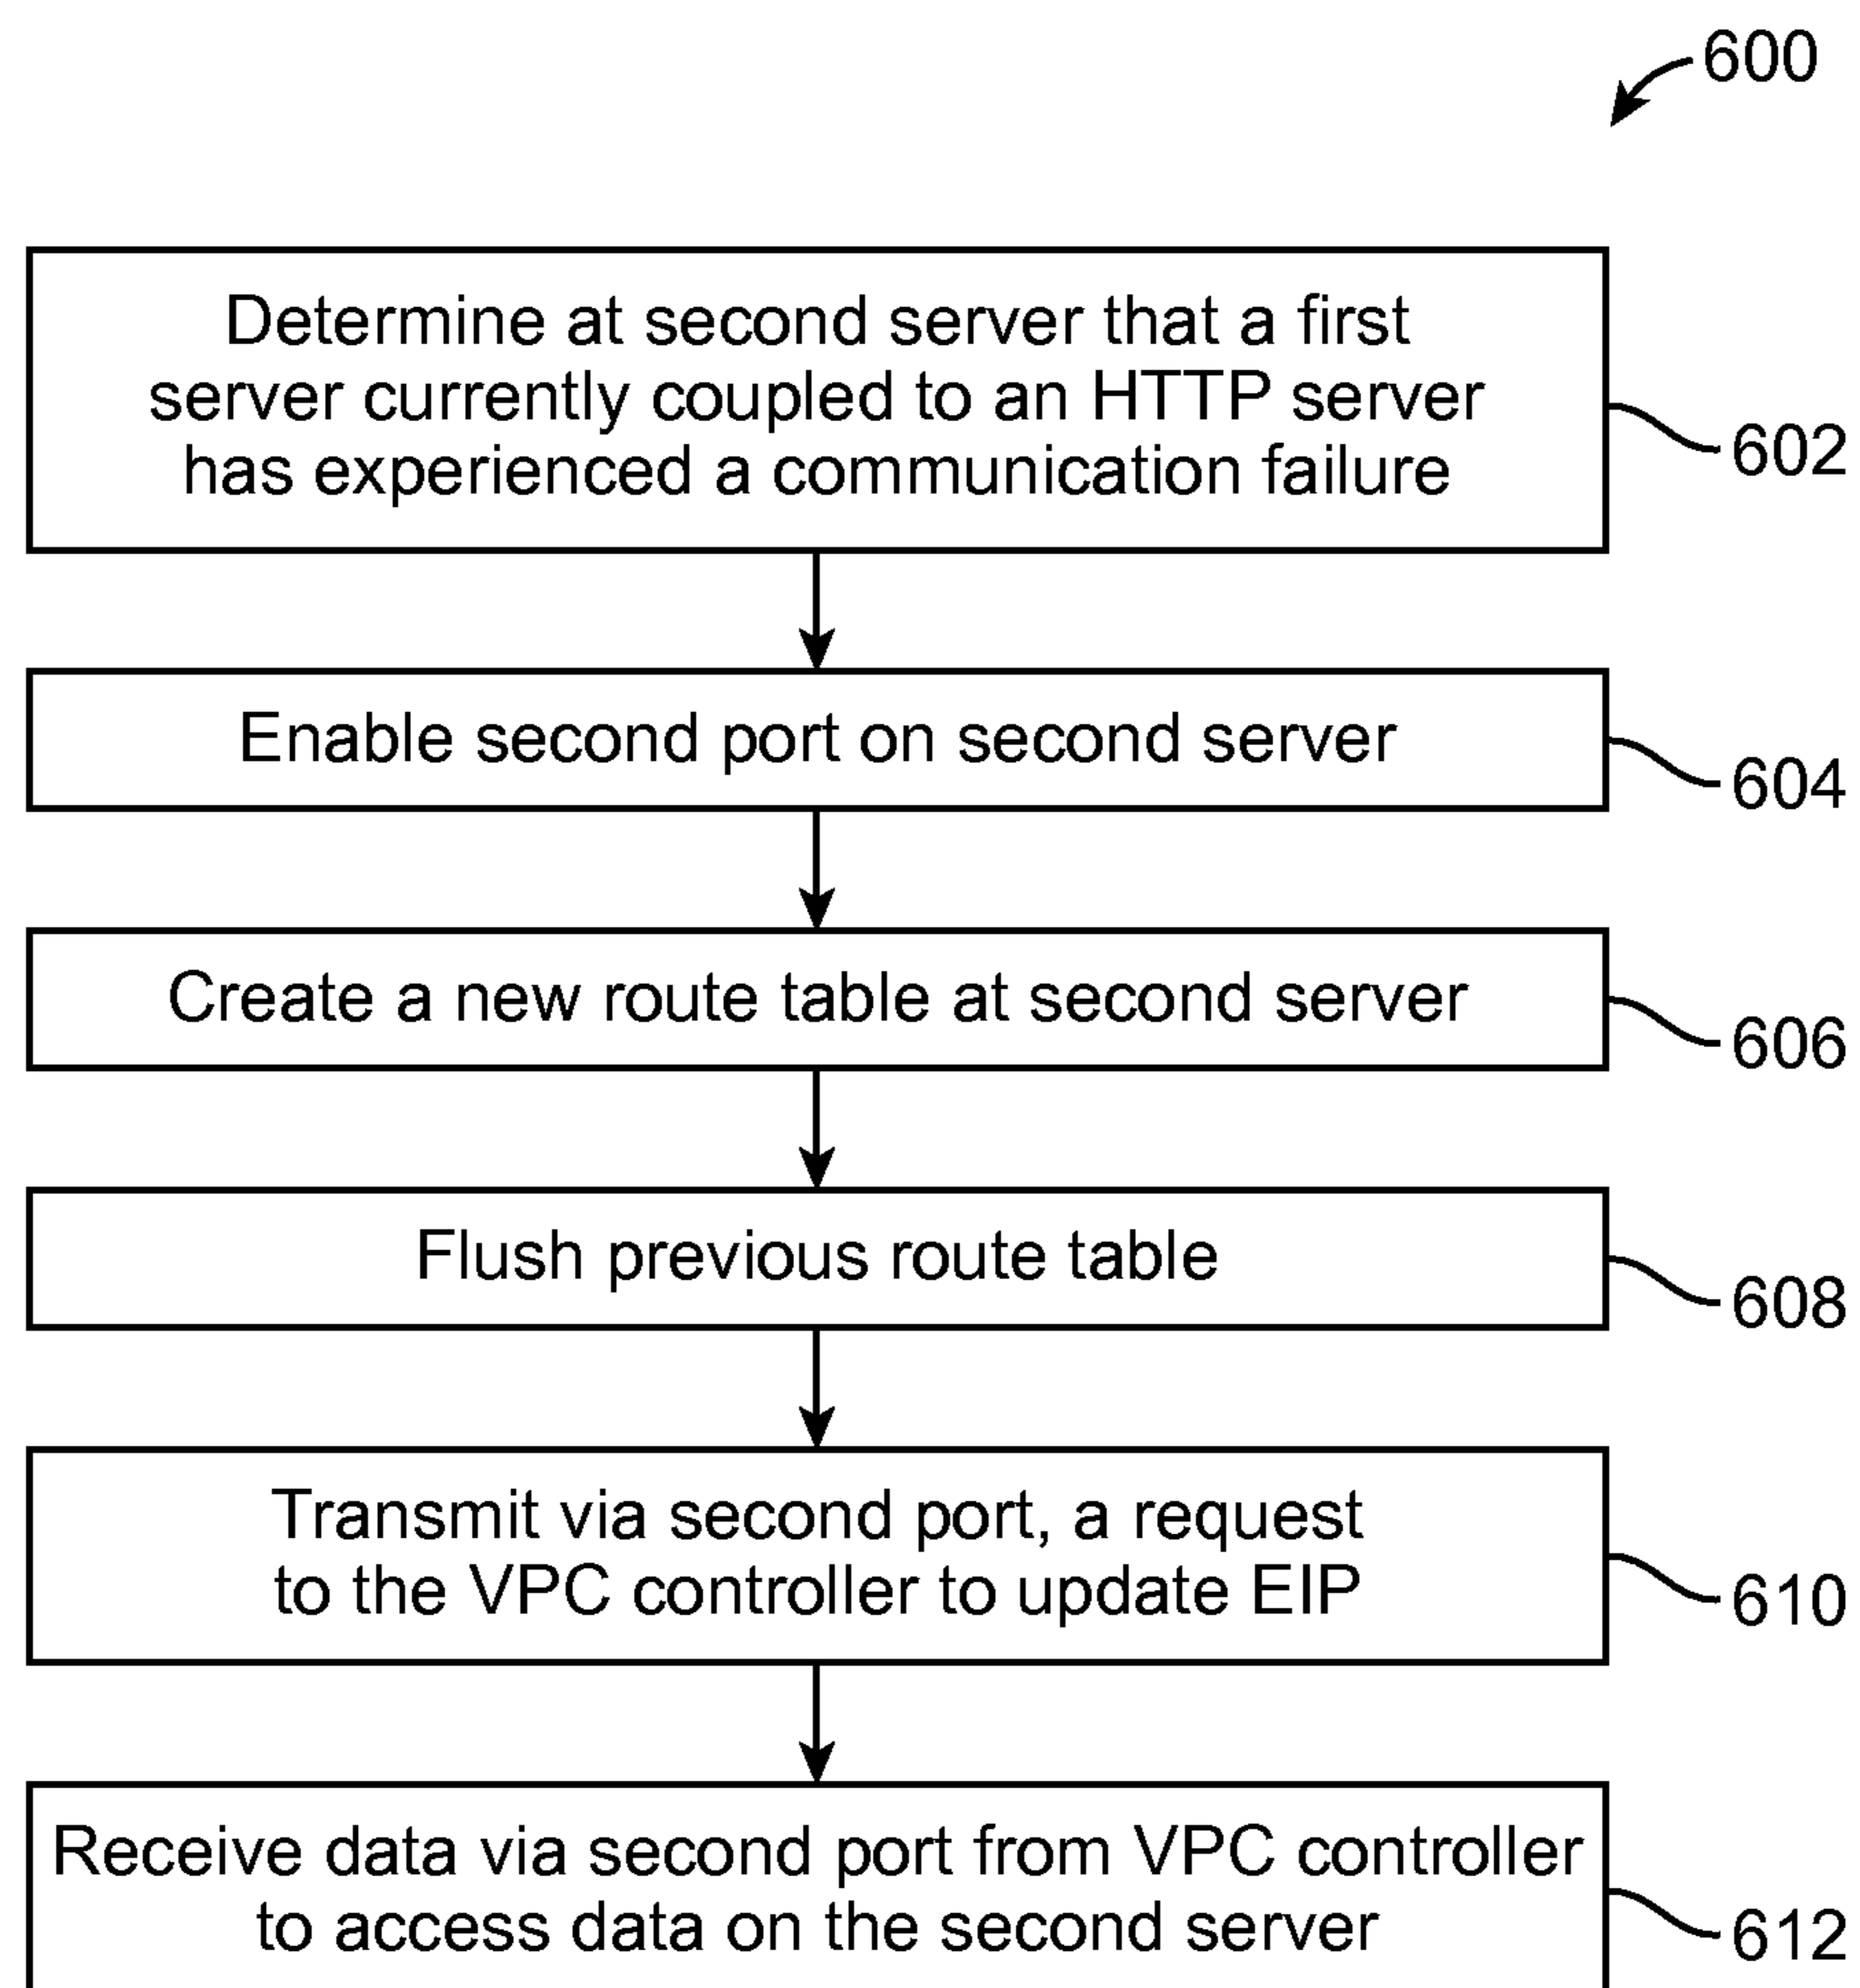 600
Determine at second server that a first
server currently coupled to an HTTP server
has experienced a communication failure
602
Enable second port on second server
604
Create a new route table at second server
606
Flush previous route table
608
Transmit via second port, a request
to the VPC controller to update EIP
610
Receive data via second port from VPC controller
to access data on the second server
612